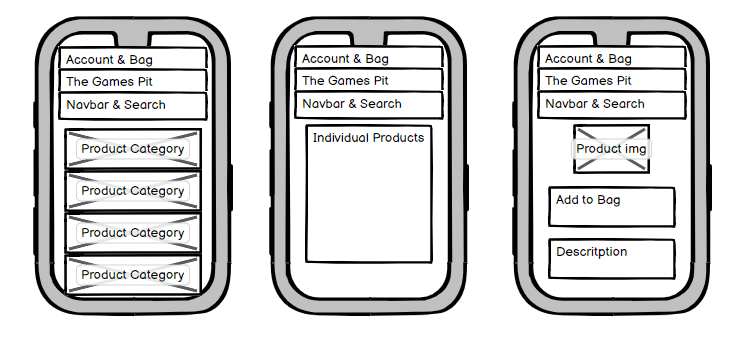 Account & Bag
The Games Pit
Navbar & Search
Product Category
Product Category
Product Category
Product Category
Account & Bag
The Games Pit
Navbar & Search
Individual Products
Account & Bag
The Games Pit
Navbar & Search
Product img
Add to Bag
Descritption